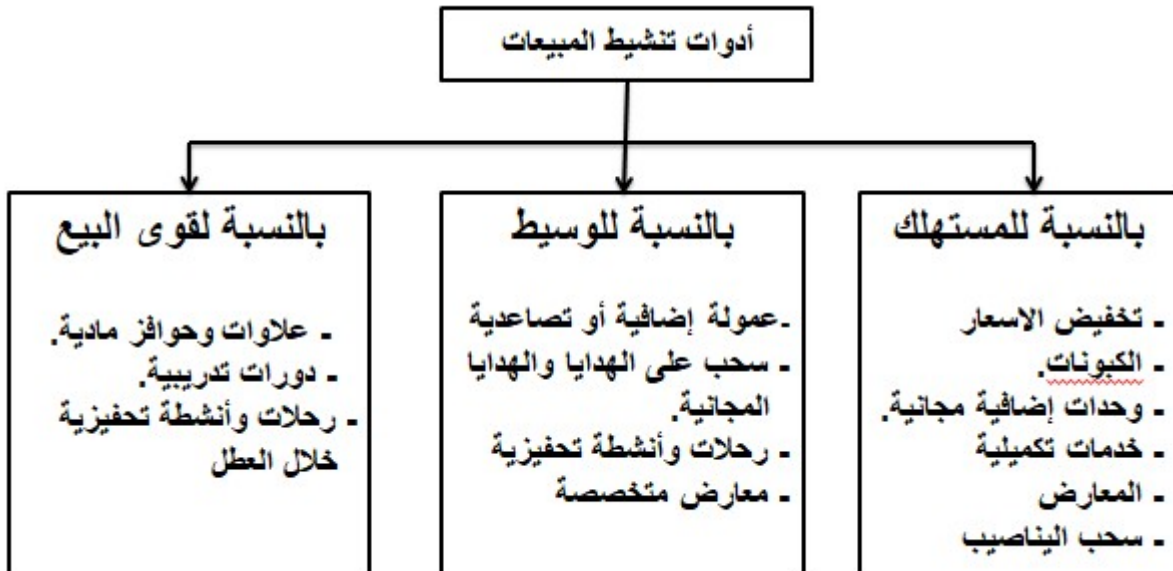 أدوات تنشيط المبيعات
بالنسبة للمستهلك
- تخفيض الاسعار
- الكبونات.
- وحدات إضافية مجانية.
- خدمات تكميلية
- المعارض
- سحب اليناصيب
بالنسبة للوسيط
-عمولة إضافية أو تصاعدية
- سحب على الهدايا والهدايا
المجانية.
- رحلات وأنشطة تحفيزية
- معارض متخصصة
بالنسبة لقوى البيع
- علاوات وحوافز مادية.
- دورات تدريبية.
- رحلات وأنشطة تحفيزية
خلال العطل